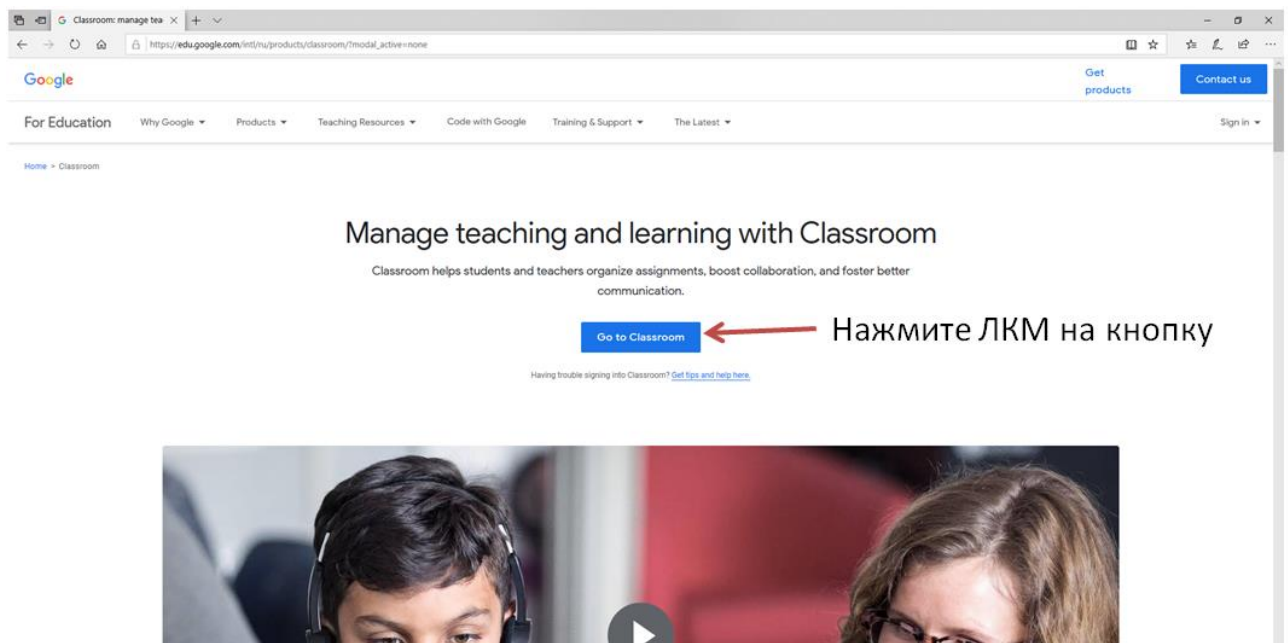 Classroom: manage tea
https://edu.google.com/intl/ru/products/classroom/?modal_active=none
Google
Get
products
Contact us
For Education Why Google Products Teaching Resources Code with Google Training & Support The Latest Sign in
Home > Classroom
Manage teaching and learning with Classroom
Classroom helps students and teachers organize assignments, boost collaboration, and foster better
communication.
Go to Classroom
Нажмите ЛКМ на кнопку
Having trouble signing into Classroom? Get tips and help here.